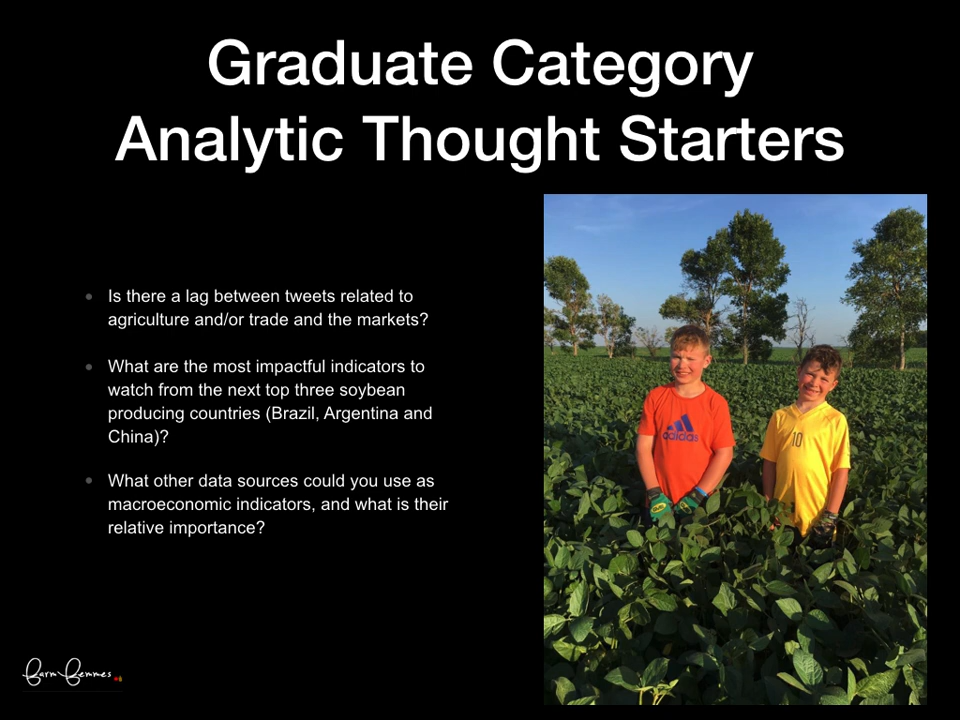 Graduate Category
Analytic Thought Starters
Is there a lag between tweets related to
agriculture and/or trade and the markets?
What are the most impactful indicators to
watch from the next top three soybean
producing countries (Brazil, Argentina and
China)?
What other data sources could you use as
macroeconomic indicators, and what is their
relative importance?
adidas
10
Farm Femmes